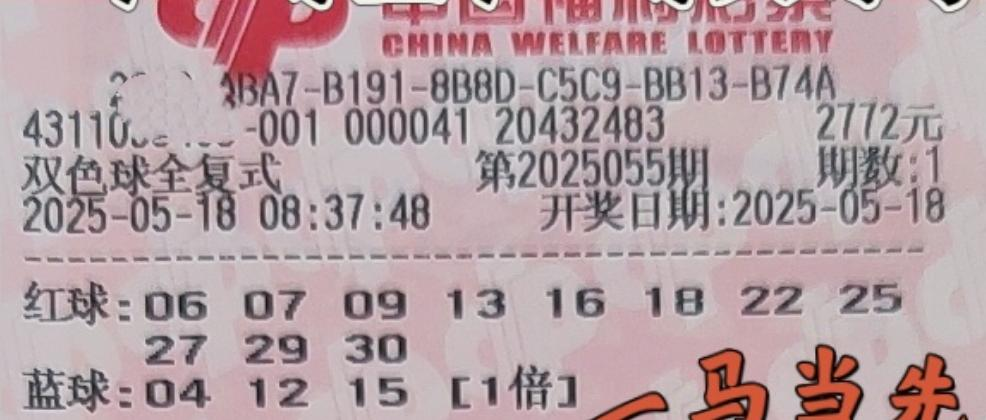 CHINA WELFARE LOTTERY
BA7-B191-8B8D-C5C9-BB13-B74A
43110 -001 000041 20432483 2772元
双色球全复式 第2025055期 期数:1
2025-05-18 08:37:48 开奖日期:2025-05-18
红球:06 07 09 13 16 18 22 25
27 29 30
蓝球:04 12 15 [1倍]
一马当先